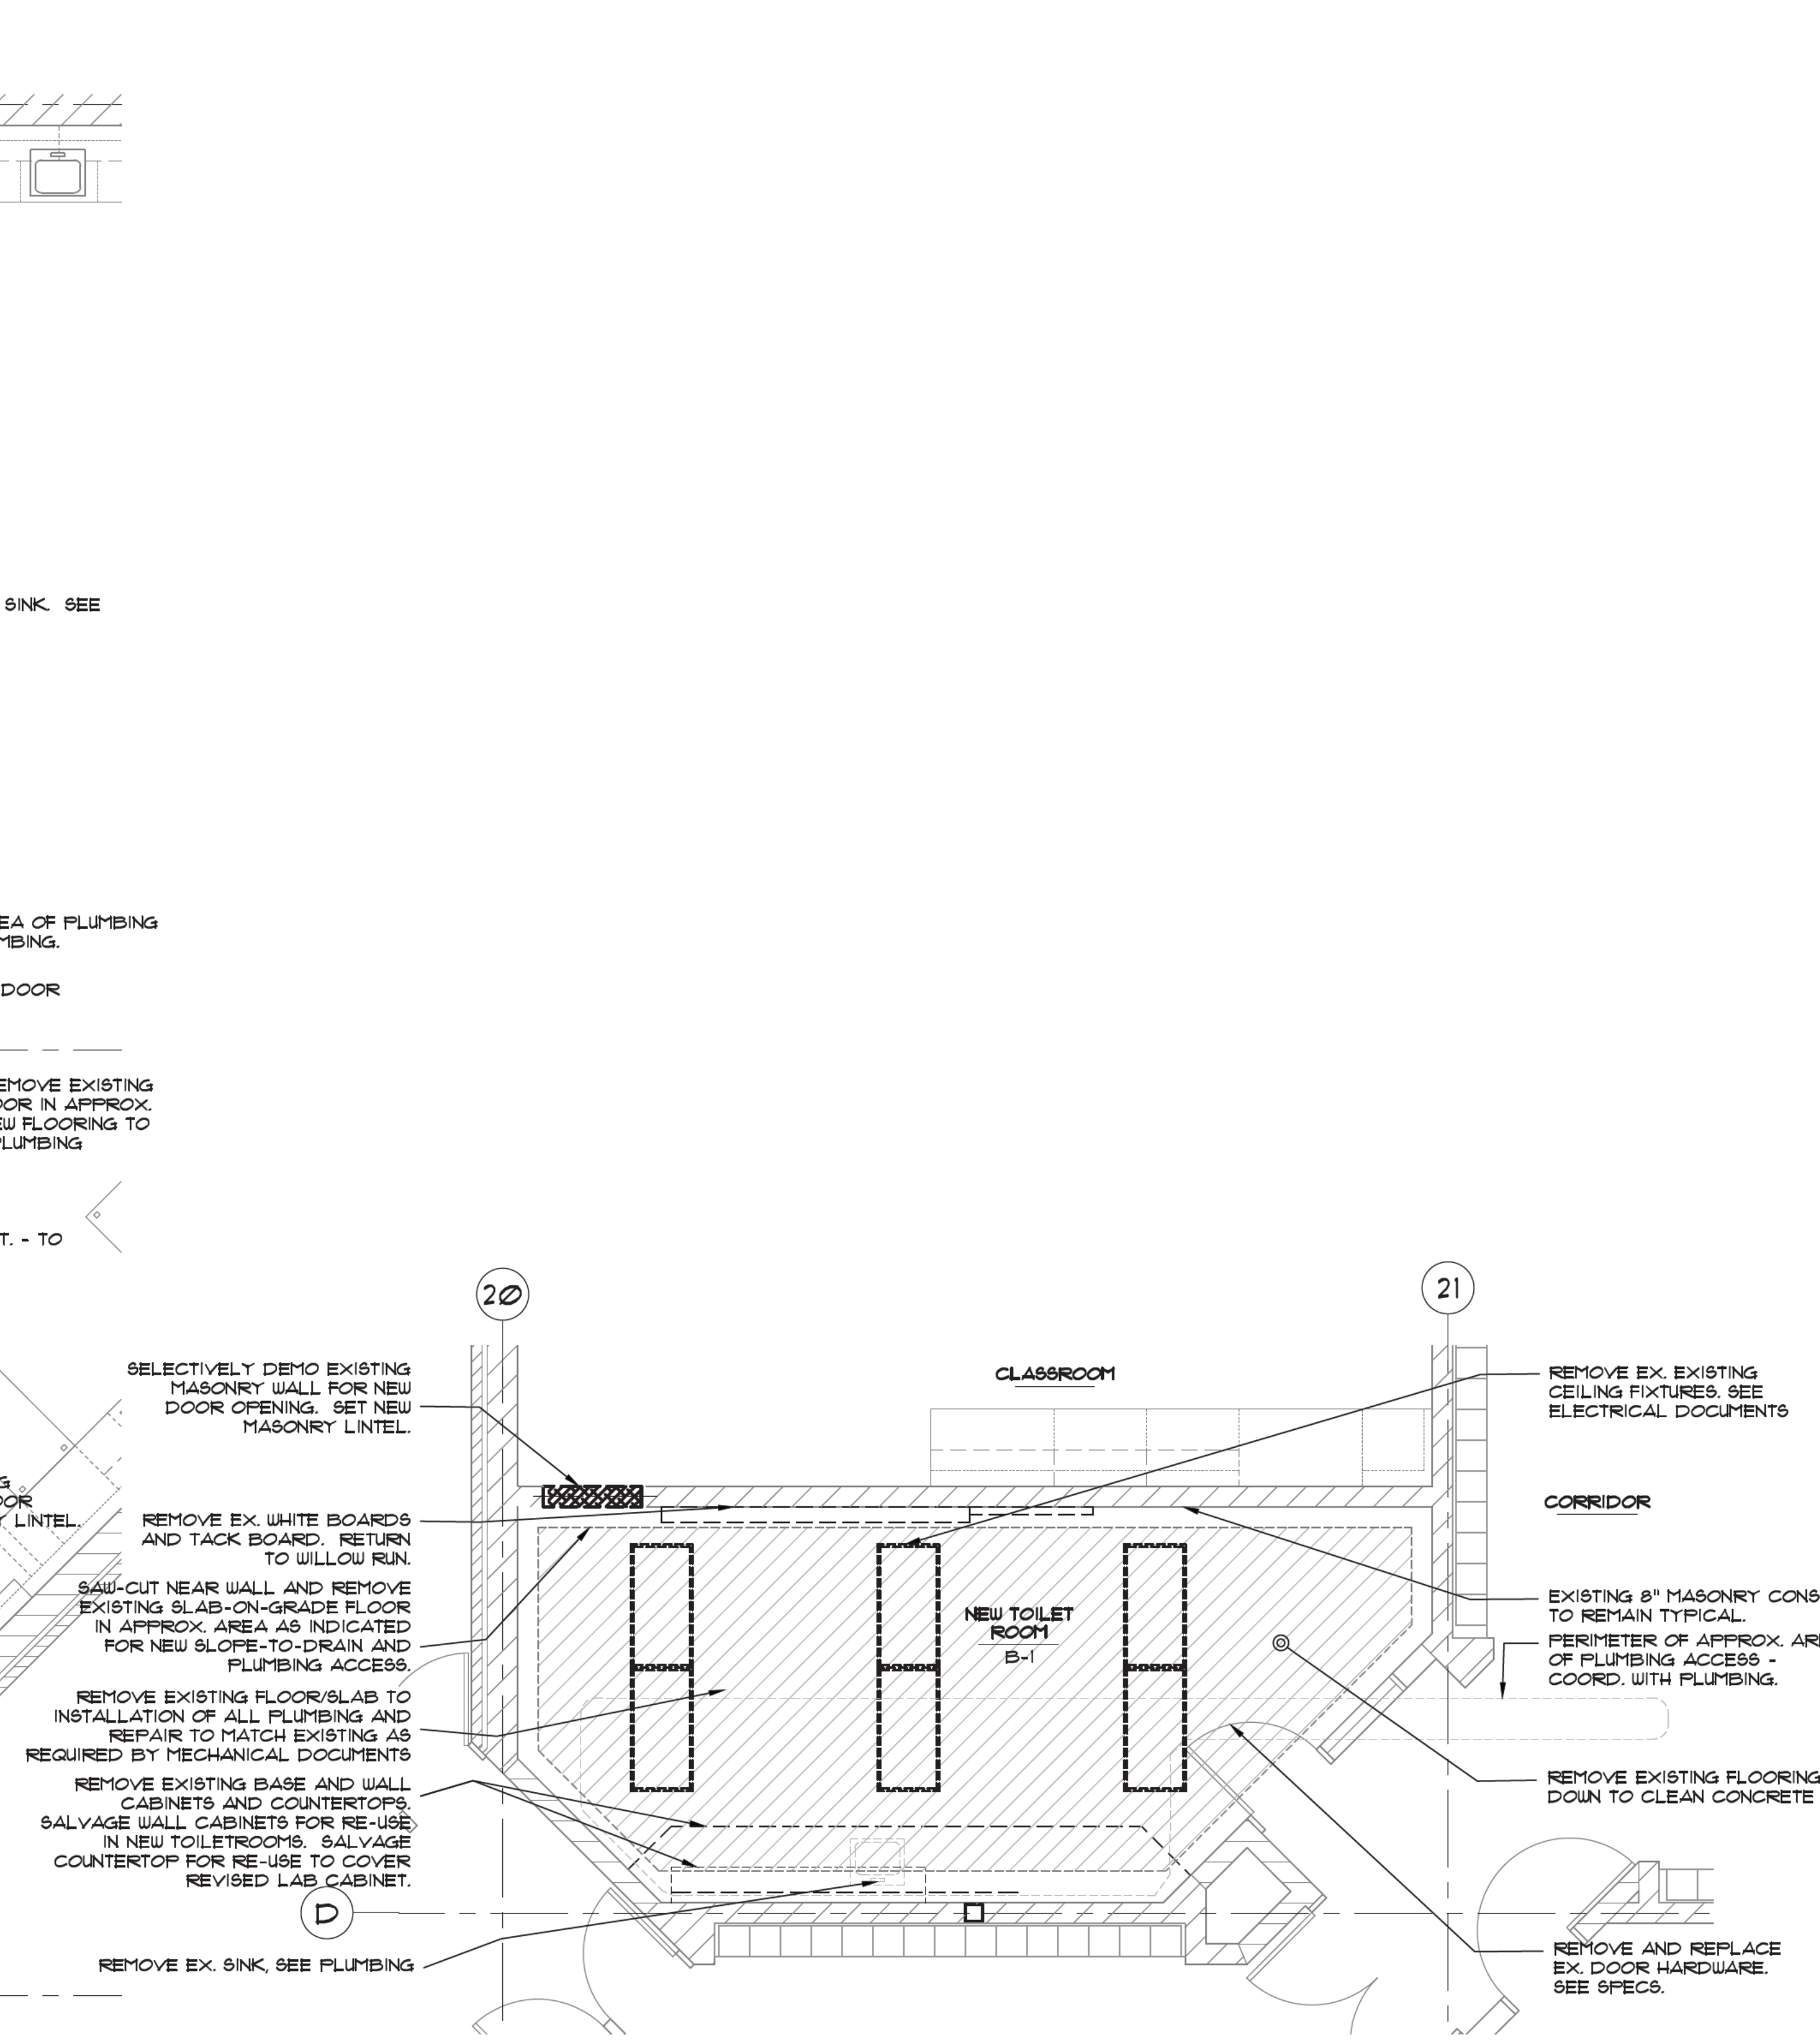 SINK. SEE
EA OF PLUMBING
MBING.
DOOR
EMOVE EXISTING
OOR IN APPROX.
EW FLOORING TO
PLUMBING
T. - TO
G
OOR
Y LINTEL.
20
21
SELECTIVELY DEMO EXISTING
MASONRY WALL FOR NEW
DOOR OPENING. SET NEW
MASONRY LINTEL.
REMOVE EX. WHITE BOARDS
AND TACK BOARD. RETURN
TO WILLOW RUN.
SAW-CUT NEAR WALL AND REMOVE
EXISTING SLAB-ON-GRADE FLOOR
IN APPROX. AREA AS INDICATED
FOR NEW SLOPE-TO-DRAIN AND
PLUMBING ACCESS.
REMOVE EXISTING FLOOR/SLAB TO
INSTALLATION OF ALL PLUMBING AND
REPAIR TO MATCH EXISTING AS
REQUIRED BY MECHANICAL DOCUMENTS
REMOVE EXISTING BASE AND WALL
CABINETS AND COUNTERTOPS.
SALVAGE WALL CABINETS FOR RE-USE
IN NEW TOILETROOMS. SALVAGE
COUNTERTOP FOR RE-USE TO COVER
REVISED LAB CABINET.
D
REMOVE EX. SINK, SEE PLUMBING
CLASSROOM
NEW TOILET
ROOM
B-1
REMOVE EX. EXISTING
CEILING FIXTURES. SEE
ELECTRICAL DOCUMENTS
CORRIDOR
EXISTING 8" MASONRY CONS
TO REMAIN TYPICAL.
PERIMETER OF APPROX. AR
OF PLUMBING ACCESS -
COORD. WITH PLUMBING.
REMOVE EXISTING FLOORING
DOWN TO CLEAN CONCRETE
REMOVE AND REPLACE
EX. DOOR HARDWARE.
SEE SPECS.